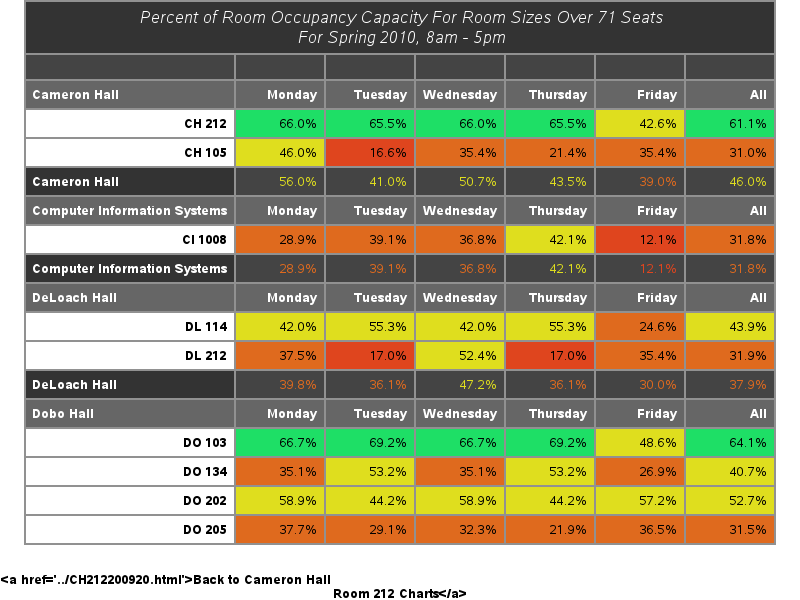 Percent of Room Occupancy Capacity For Room Sizes Over 71 Seats
For Spring 2010, 8am - 5pm
Cameron Hall Monday Tuesday Wednesday Thursday Friday All
CH 212 66.0% 65.5% 66.0% 65.5% 42.6% 61.1%
CH 105 46.0% 16.6% 35.4% 21.4% 35.4% 31.0%
Cameron Hall 56.0% 41.0% 50.7% 43.5% 39.0% 46.0%
Computer Information Systems Monday Tuesday Wednesday Thursday Friday All
CI 1008 28.9% 39.1% 36.8% 42.1% 12.1% 31.8%
Computer Information Systems 28.9% 39.1% 36.8% 42.1% 12.1% 31.8%
DeLoach Hall Monday Tuesday Wednesday Thursday Friday All
DL 114 42.0% 55.3% 42.0% 55.3% 24.6% 43.9%
DL 212 37.5% 17.0% 52.4% 17.0% 35.4% 31.9%
DeLoach Hall 39.8% 36.1% 47.2% 36.1% 30.0% 37.9%
Dobo Hall Monday Tuesday Wednesday Thursday Friday All
DO 103 66.7% 69.2% 66.7% 69.2% 48.6% 64.1%
DO 134 35.1% 53.2% 35.1% 53.2% 26.9% 40.7%
DO 202 58.9% 44.2% 58.9% 44.2% 57.2% 52.7%
DO 205 37.7% 29.1% 32.3% 21.9% 36.5% 31.5%
<a href='../CH212200920.html'>Back to Cameron Hall
Room 212 Charts</a>